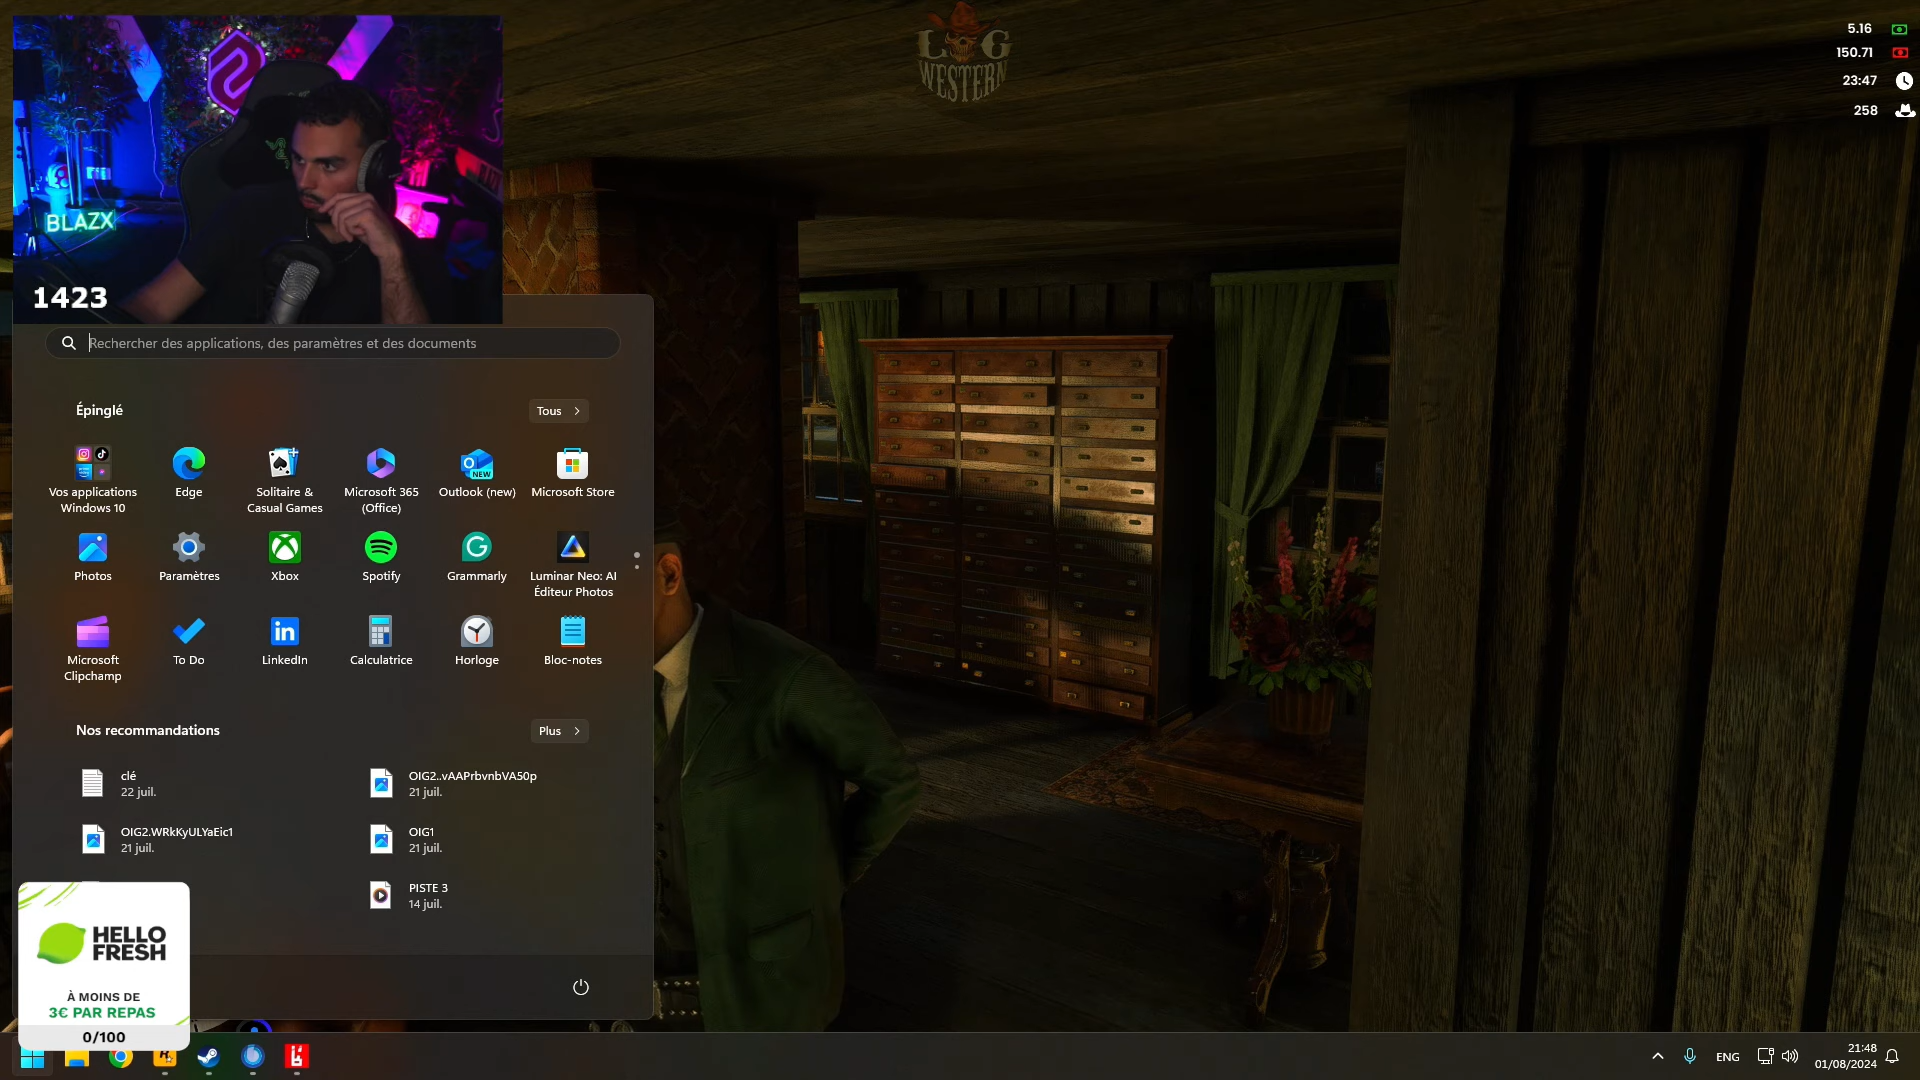 L G
WESTERN
5.16
150.71
23:47
258
BLAZX
1423
Rechercher des applications, des paramètres et des documents
Épinglé
Tous
Vos applications
Windows 10
Edge
Solitaire &
Casual Games
Microsoft 365
(Office)
Outlook (new)
Microsoft Store
Photos
Paramètres
Xbox
Spotify
Grammarly
Luminar Neo: AI
Éditeur Photos
Microsoft
Clipchamp
To Do
LinkedIn
Calculatrice
Horloge
Bloc-notes
Nos recommandations
Plus
clé
22 juil.
OIG2..vAAPrbvnbVA50p
21 juil.
OIG2.WRkKyULYaEic1
21 juil.
OIG1
21 juil.
PISTE 3
14 juil.
HELLO
FRESH
À MOINS DE
3€ PAR REPAS
0/100
ENG
21:48
01/08/2024